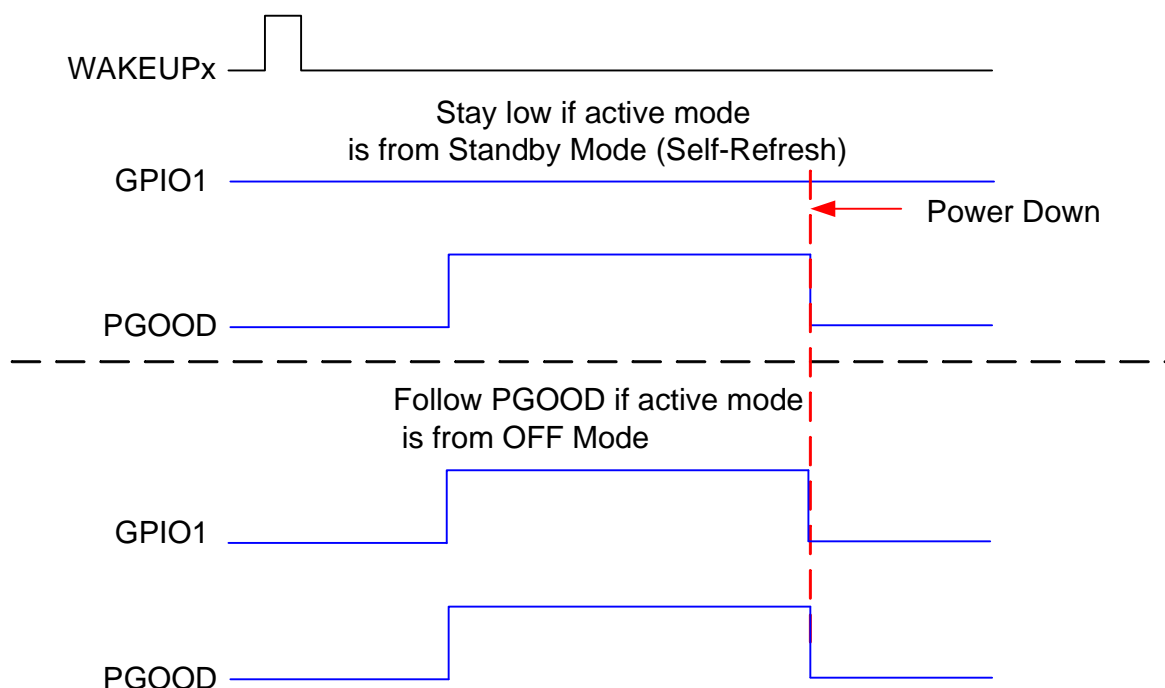 WAKEUPx
Stay low if active mode
is from Standby Mode (Self-Refresh)
GPIO1
Power Down
PGOOD
Follow PGOOD if active mode
is from OFF Mode
GPIO1
PGOOD